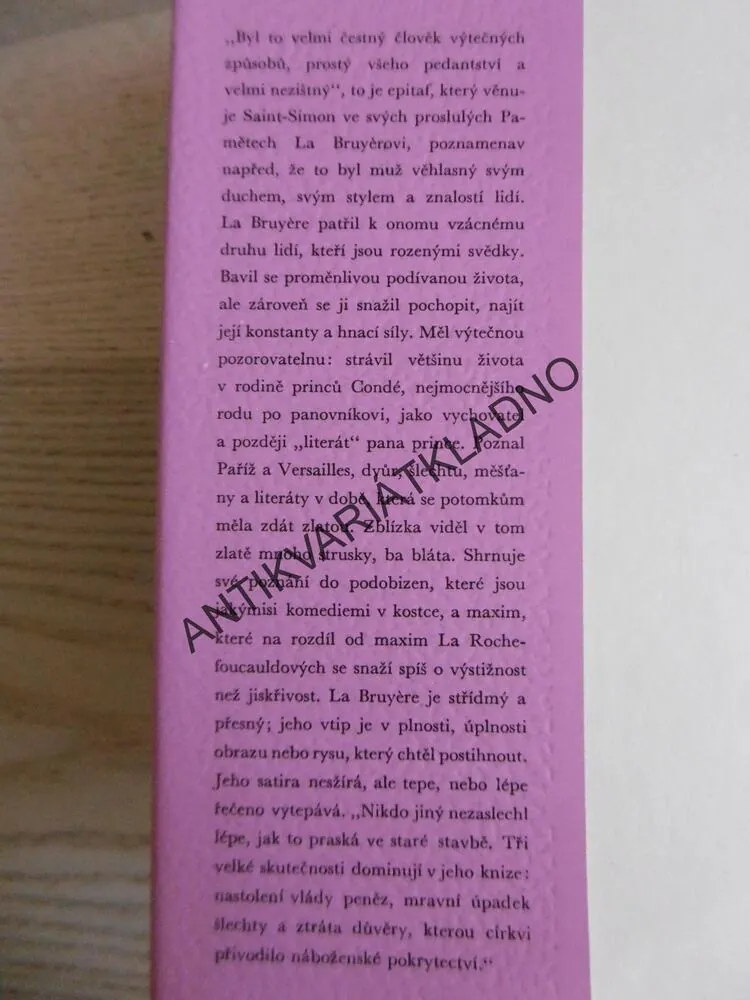 „Byl to velmi čestný člověk výtečných
způsobů, prostý všeho pedantství a
velmi nezištný“, to je epitaf, který věnu-
je Saint-Simon ve svých proslulých Pa-
mětech La Bruyèrovi, poznamenav
napřed, že to byl muž věhlasný svým
duchem, svým stylem a znalostí lidí.
La Bruyère patřil k onomu vzácnému
druhu lidí, kteří jsou rozenými svědky.
Bavil se proměnlivou podívanou života,
ale zároveň se ji snažil pochopit, najít
její konstanty a hnací síly. Měl výtečnou
pozorovatelnu: strávil většinu života
v rodině princů Condé, nejmocnějšího
rodu po panovníkovi, jako vychovatel
a později „literát“ pana prince. Poznal
Paříž a Versailles, dvůr, šlechtu, měšťa-
ny a literáty v době, která se potomkům
měla zdát zlatou. Zblízka viděl v tom
zlatě mnoho strusky, ba bláta. Shrnuje
své poznání do podobizen, které jsou
jakýmisi komediemi v kostce, a maxim,
které na rozdíl od maxim La Roche-
foucauldových se snaží spíš o výstižnost
než jiskřivost. La Bruyère je střídmý a
přesný; jeho vtip je v plnosti, úplnosti
obrazu nebo rysu, který chtěl postihnout.
Jeho satira nesžírá, ale tepe, nebo lépe
řečeno vytepává. „Nikdo jiný nezaslechl
lépe, jak to praská ve staré stavbě. Tři
velké skutečnosti dominují v jeho knize:
nastolení vlády peněz, mravní úpadek
šlechty a ztráta důvěry, kterou církvi
přivodilo náboženské pokrytectví.“
ANTIKVARIÁTKLADNO